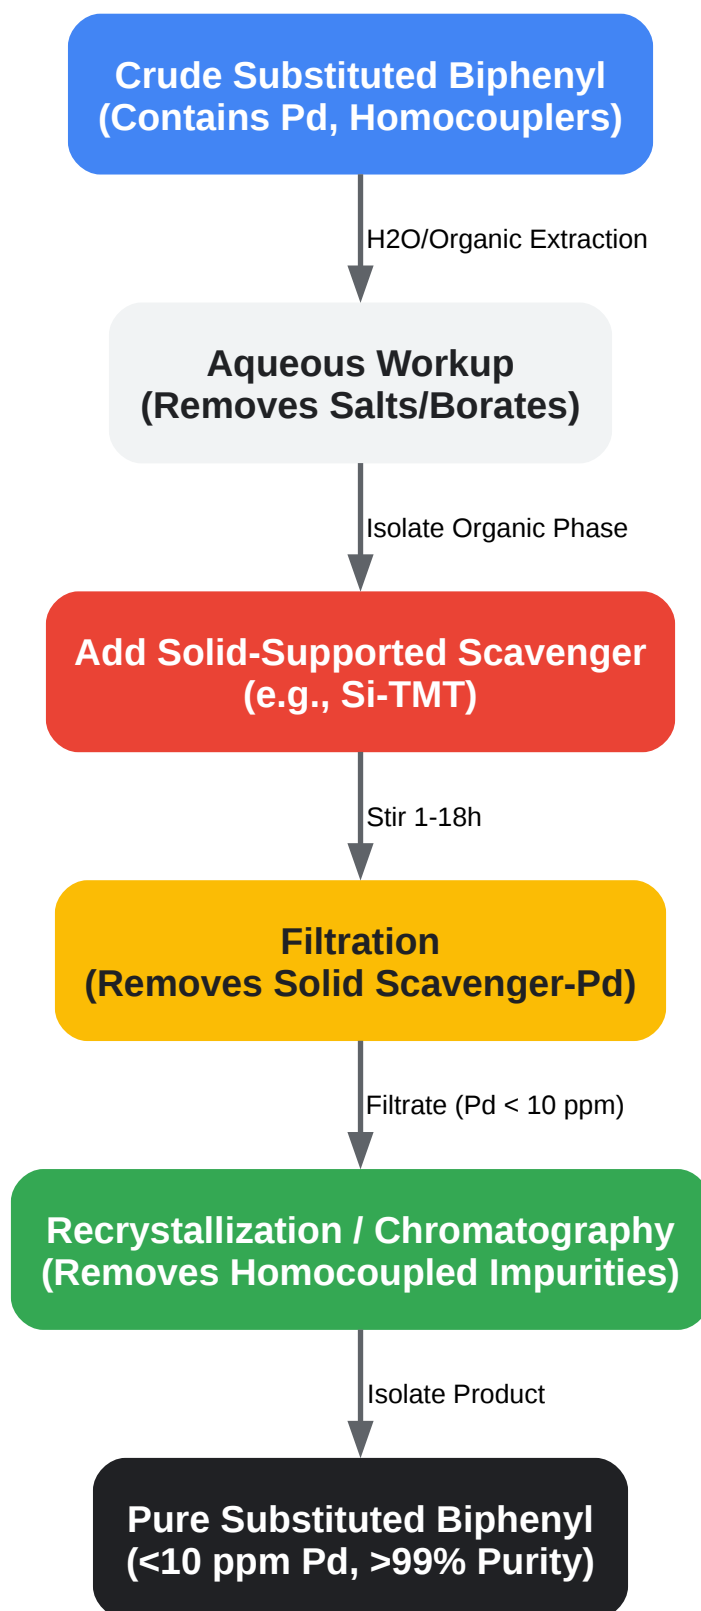 Crude Substituted Biphenyl
(Contains Pd, Homocouplers)
H2O/Organic Extraction
Aqueous Workup
(Removes Salts/Borates)
Isolate Organic Phase
Add Solid-Supported Scavenger
(e.g., Si-TMT)
Stir 1-18h
Filtration
(Removes Solid Scavenger-Pd)
Filtrate (Pd < 10 ppm)
Recrystallization / Chromatography
(Removes Homocoupled Impurities)
Isolate Product
Pure Substituted Biphenyl
(<10 ppm Pd, >99% Purity)